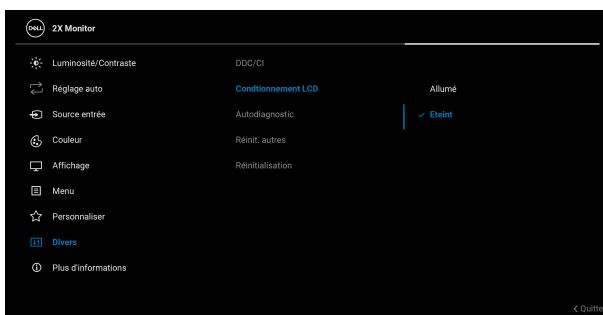 DELL
2X Monitor
Luminosité/Contraste
DDC/CI
Réglage auto
Condtionnement LCD
Allumé
Source entrée
Autodiagnostic
Eteint
Couleur
Réinit. autres
Affichage
Réinitialisation
Menu
Personnaliser
Divers
Plus d'informations
Quitte